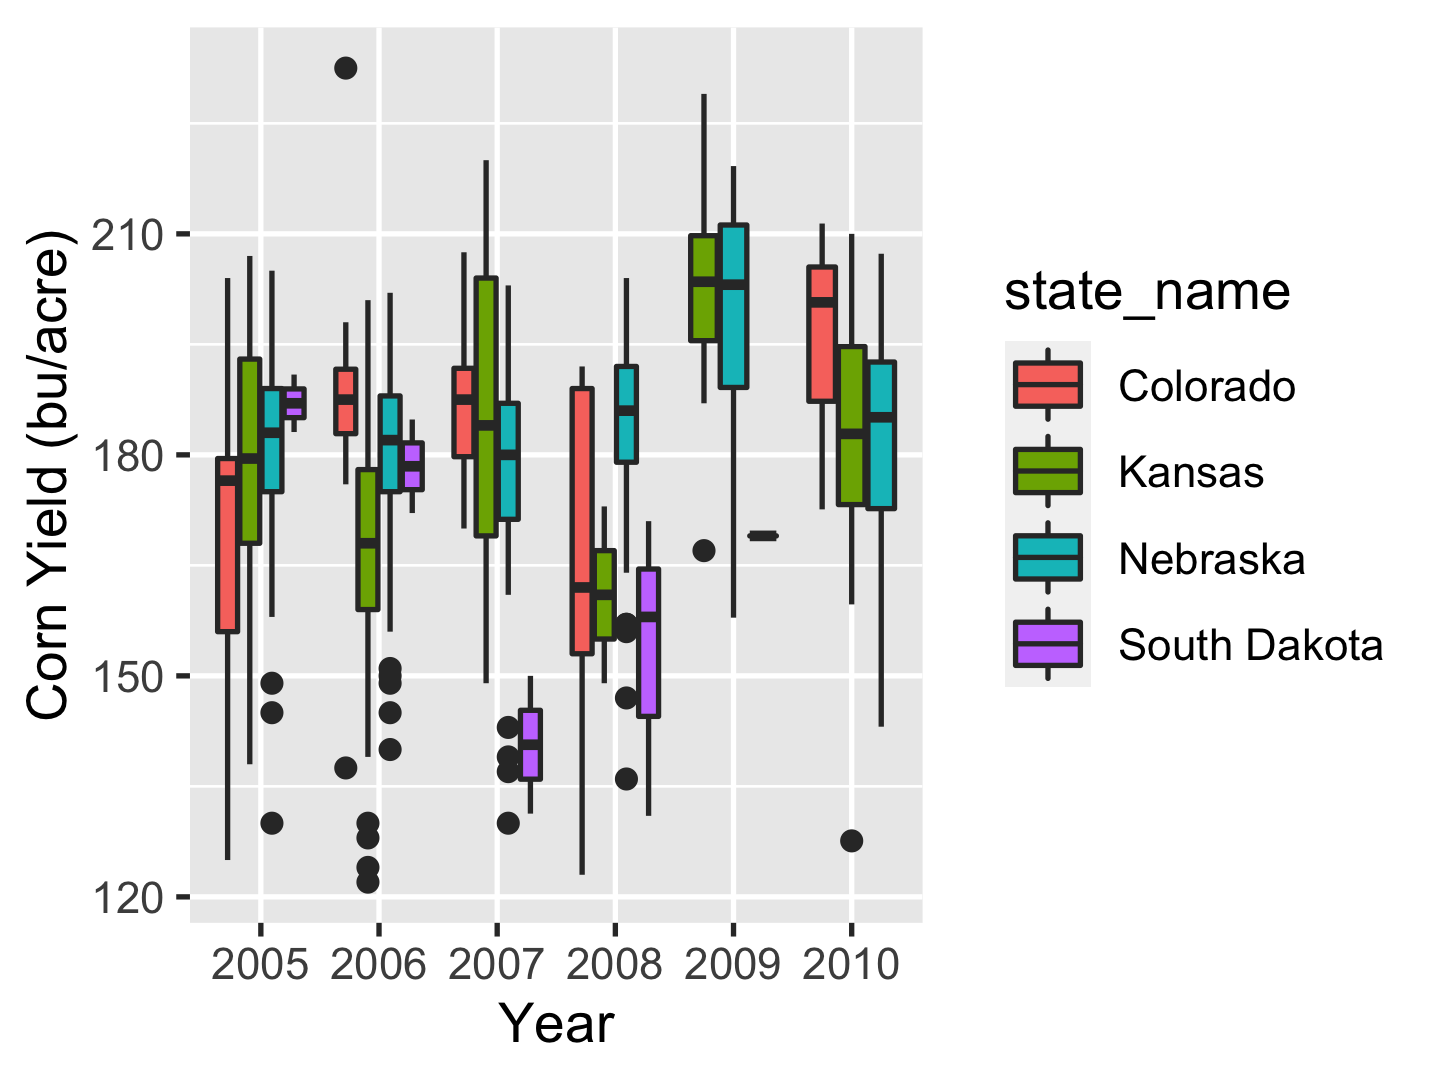 Corn Yield (bu/acre)
210
180
150
120
2005 2006 2007 2008 2009 2010
Year
state_name
Colorado
Kansas
Nebraska
South Dakota